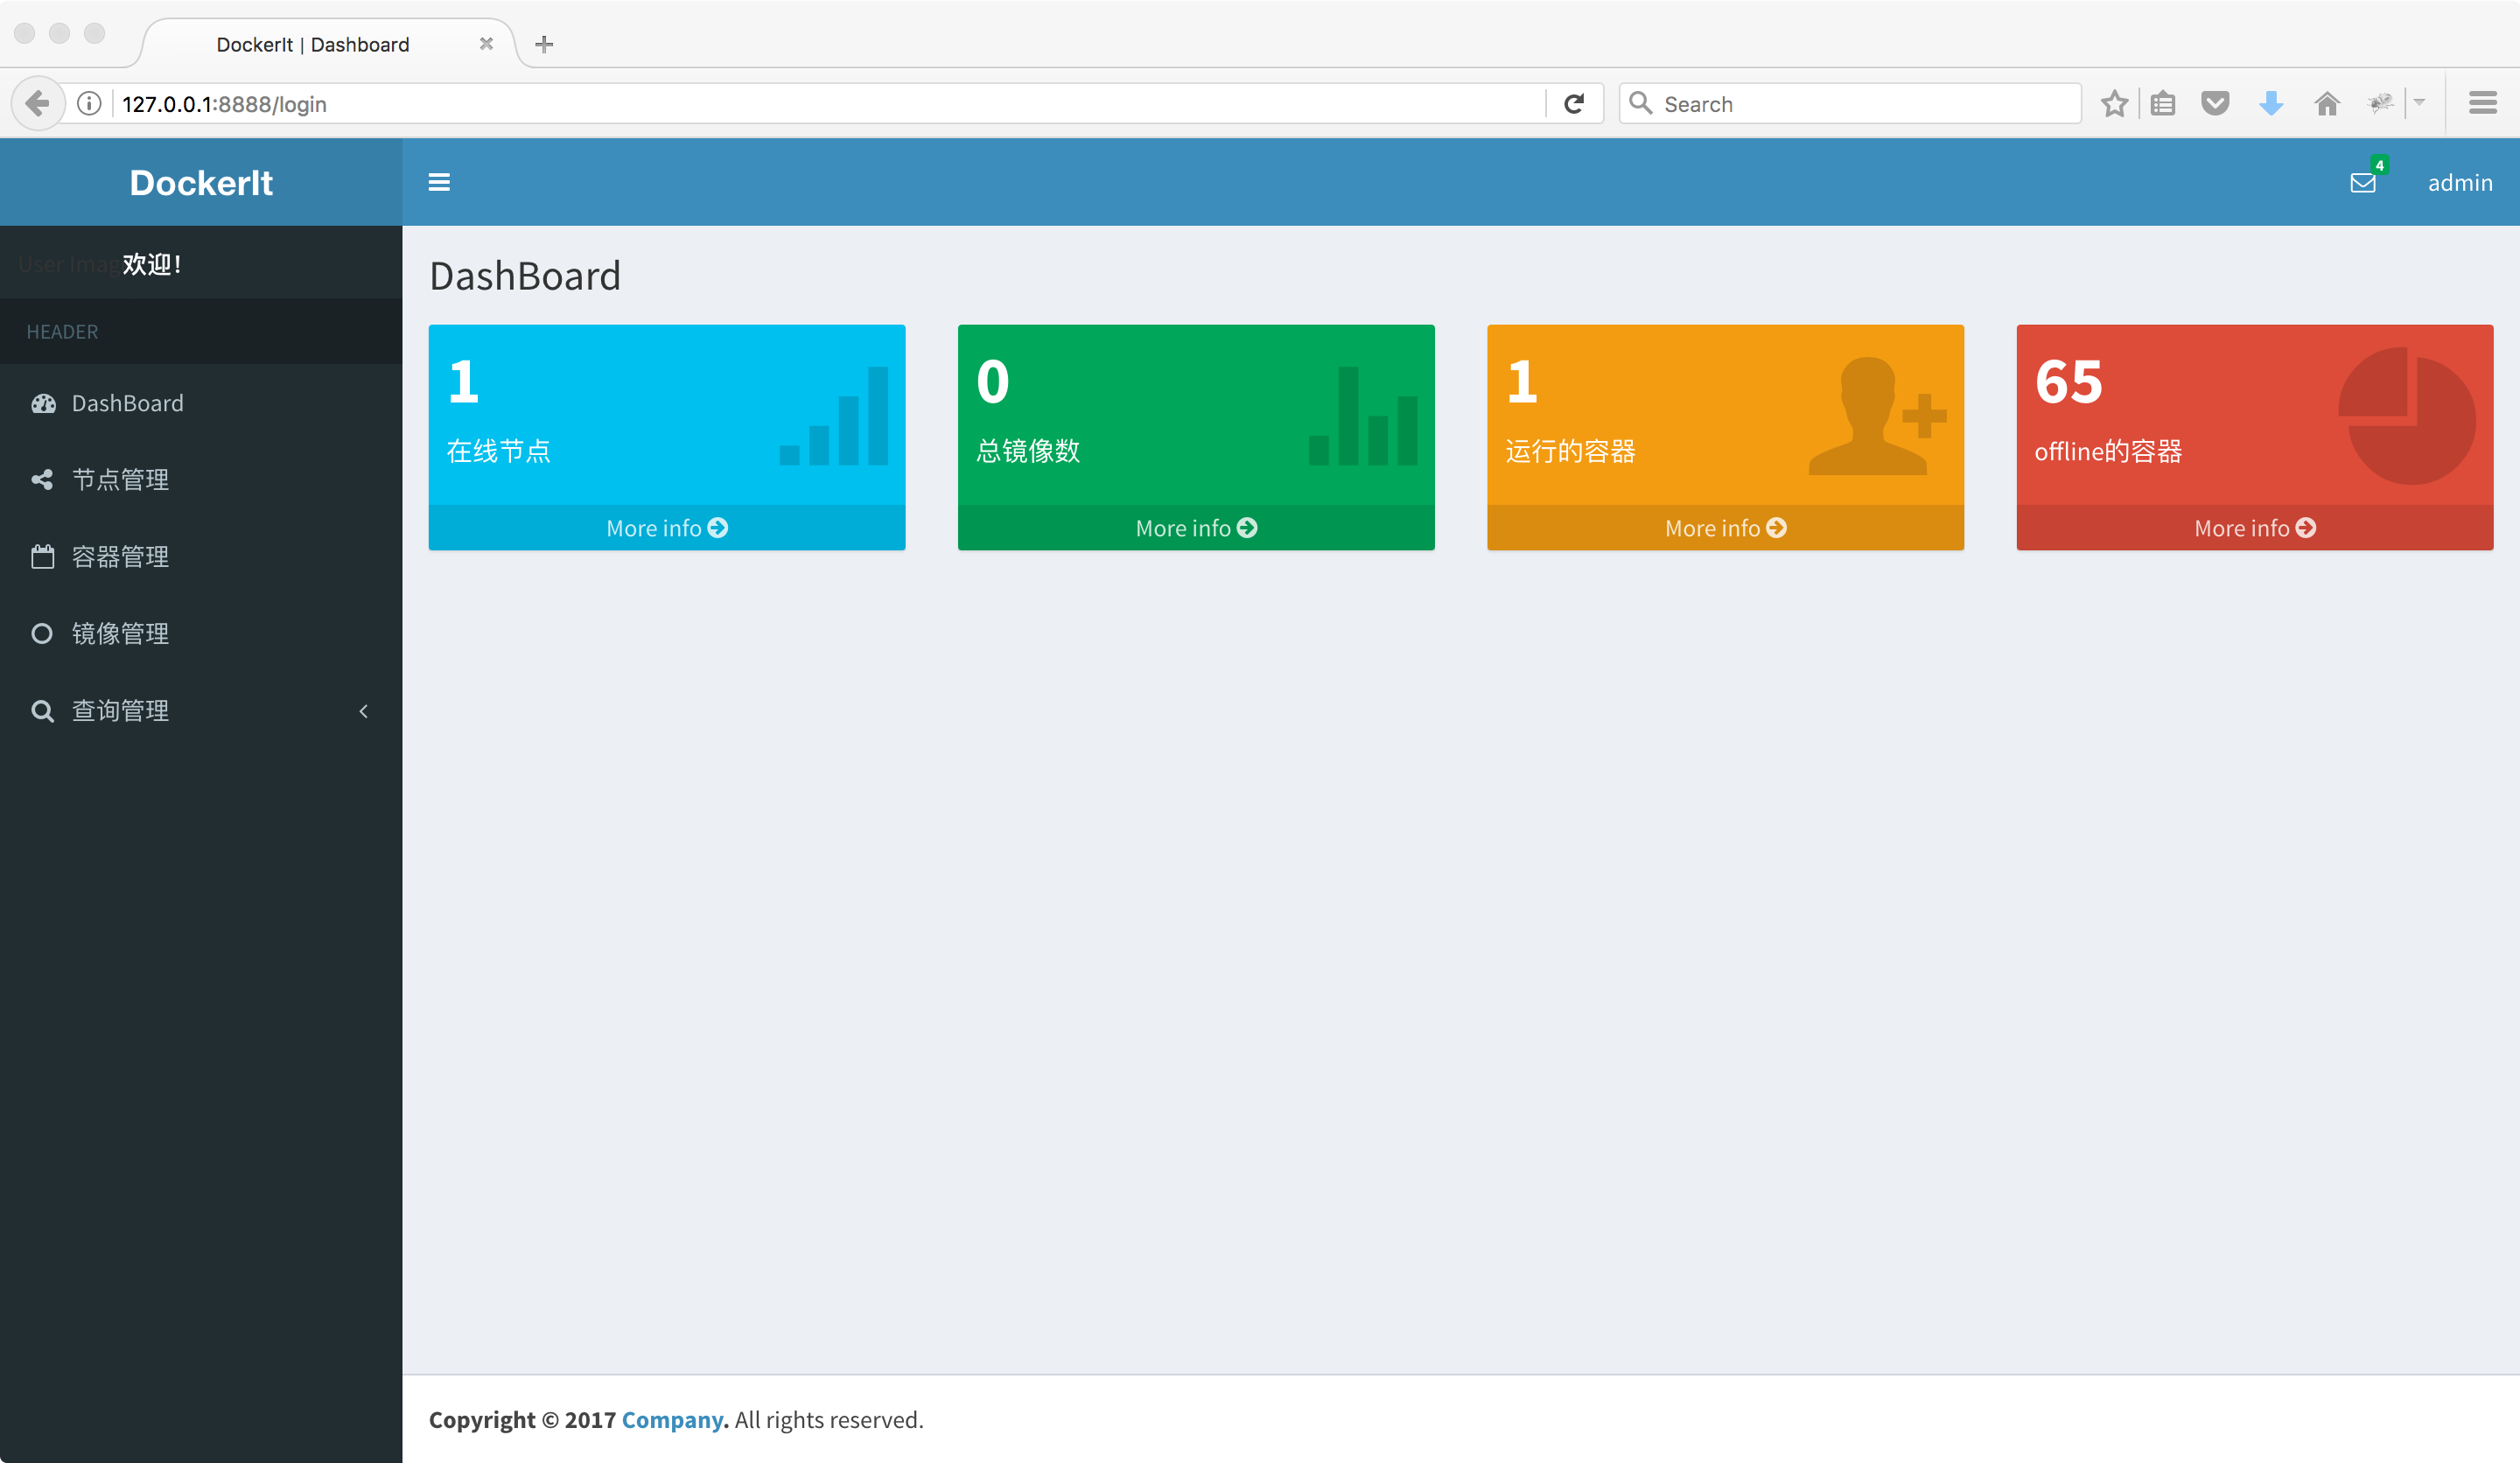 DockerIt | Dashboard
127.0.0.1:8888/login
Search
DockerIt
4
admin
User Imag
欢迎!
HEADER
DashBoard
节点管理
容器管理
镜像管理
查询管理
DashBoard
1
在线节点
More info
0
总镜像数
More info
1
运行的容器
More info
65
offline的容器
More info
Copyright © 2017 Company. All rights reserved.